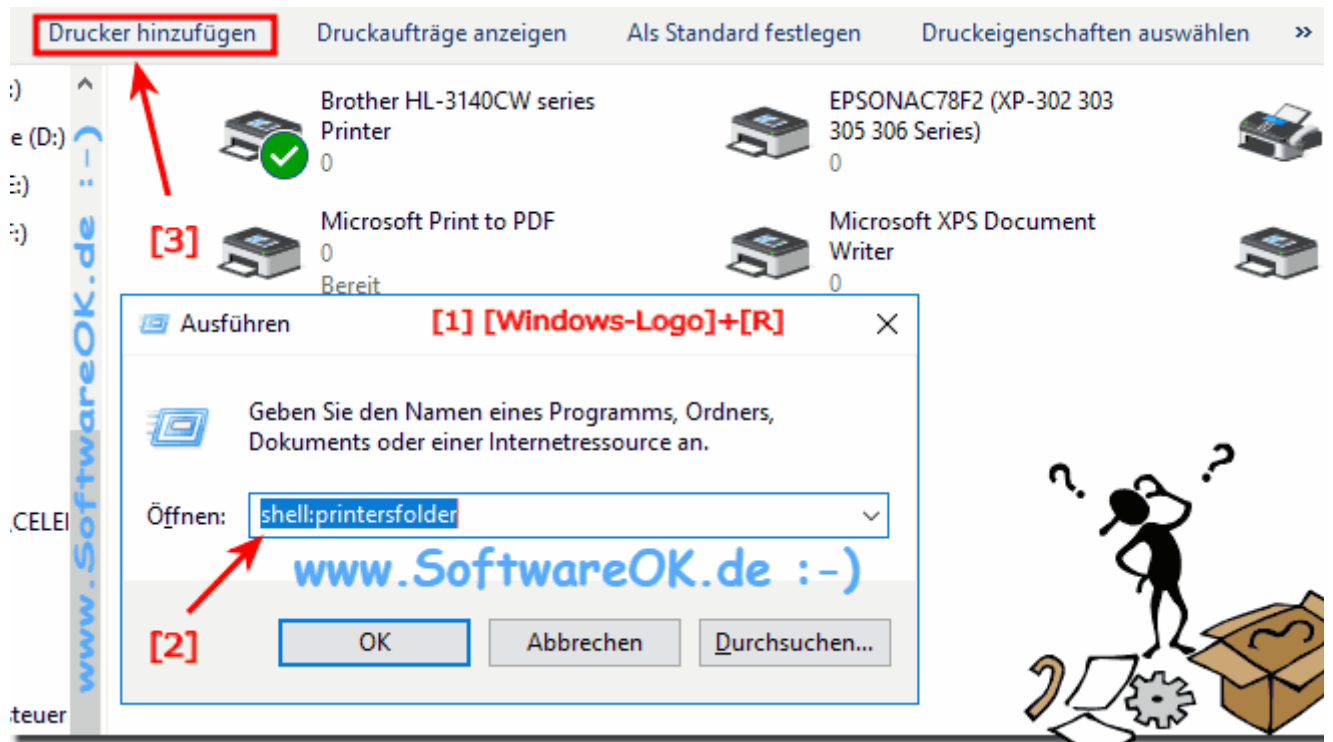 Drucker hinzufügen Druckaufträge anzeigen Als Standard festlegen Druckeigenschaften auswählen »
:)
e (D:)
E:)
F:)
,CELEI
steuer
www.SoftwareOK.de :-)
[3]
Brother HL-3140CW series
Printer
0
EPSONAC78F2 (XP-302 303
305 306 Series)
0
Microsoft Print to PDF
0
Bereit
Microsoft XPS Document
Writer
0
Ausführen [1] [Windows-Logo]+[R]
Geben Sie den Namen eines Programms, Ordners,
Dokuments oder einer Internetressource an.
Öffnen: shell:printersfolder
www.SoftwareOK.de :-)
[2]
OK Abbrechen Durchsuchen...
? ?